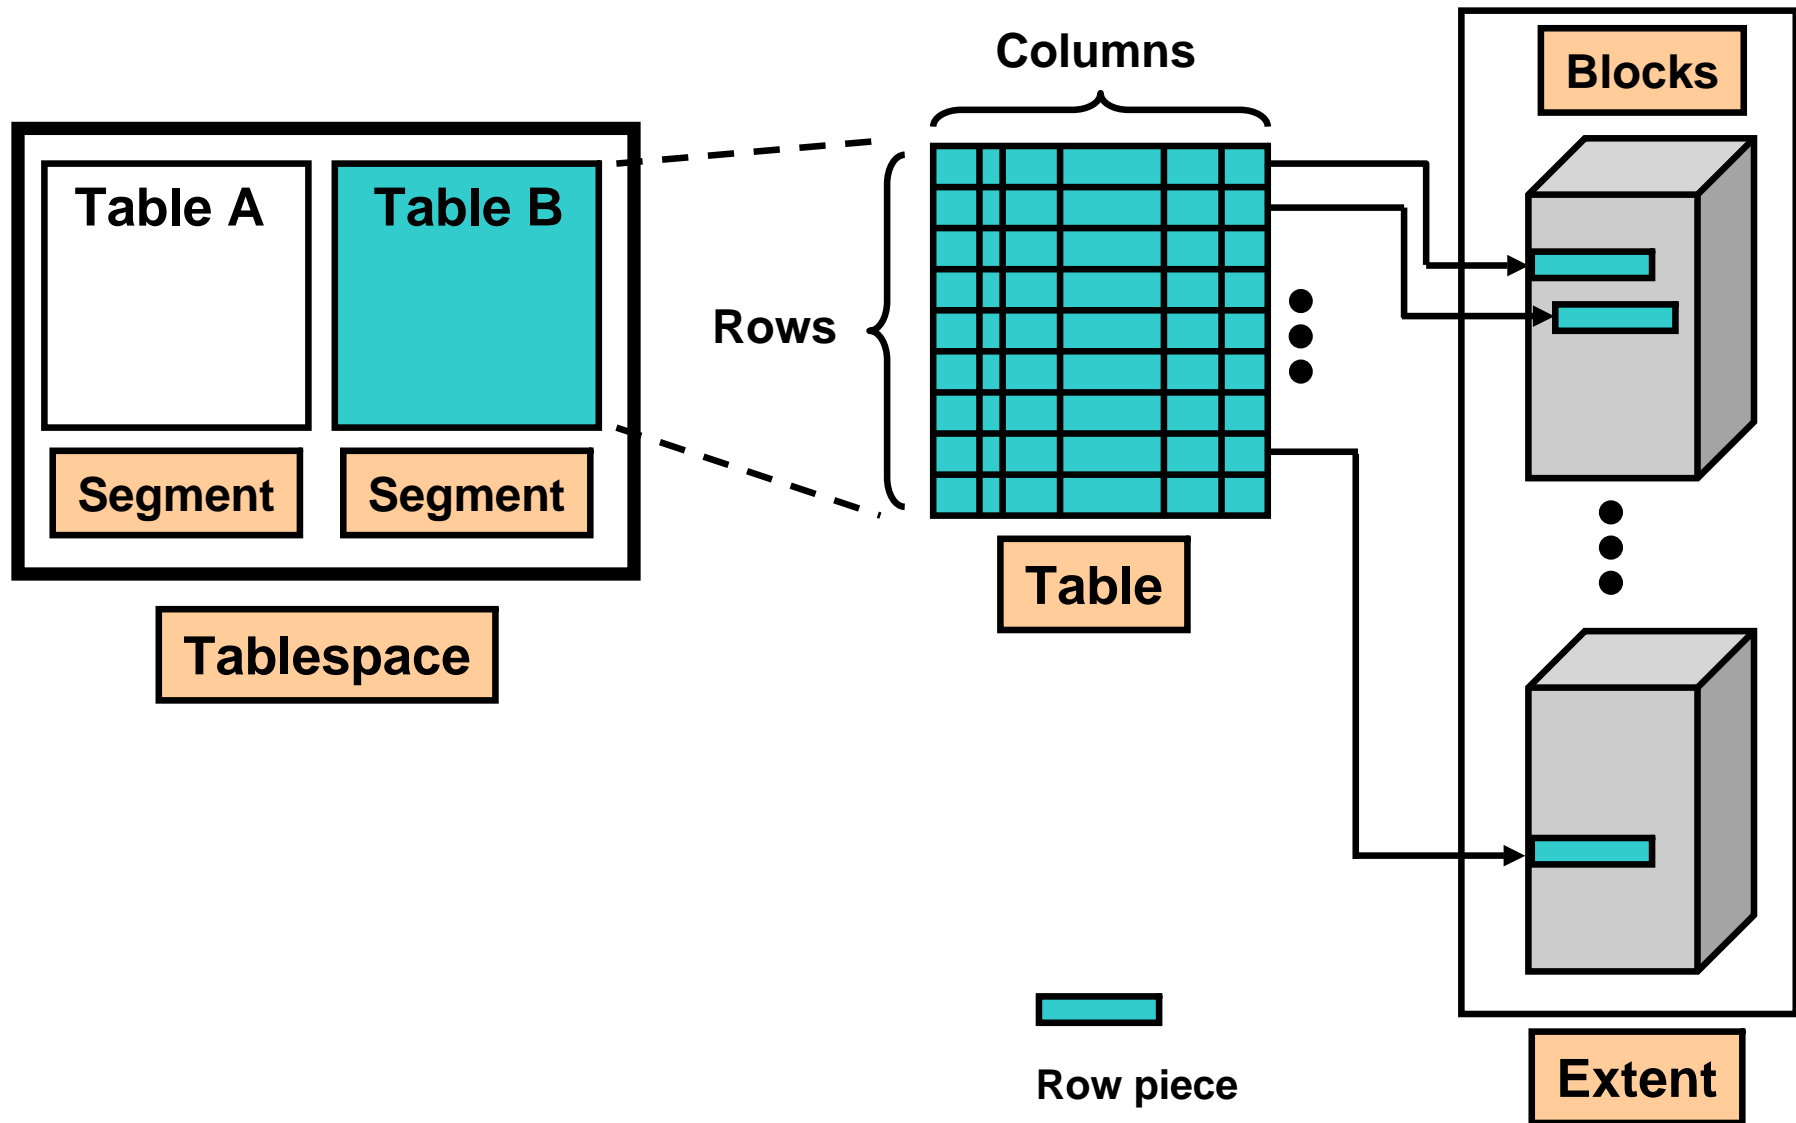 Columns
Blocks
Table A
Table B
Rows
Segment
Segment
Table
Tablespace
Row piece
Extent